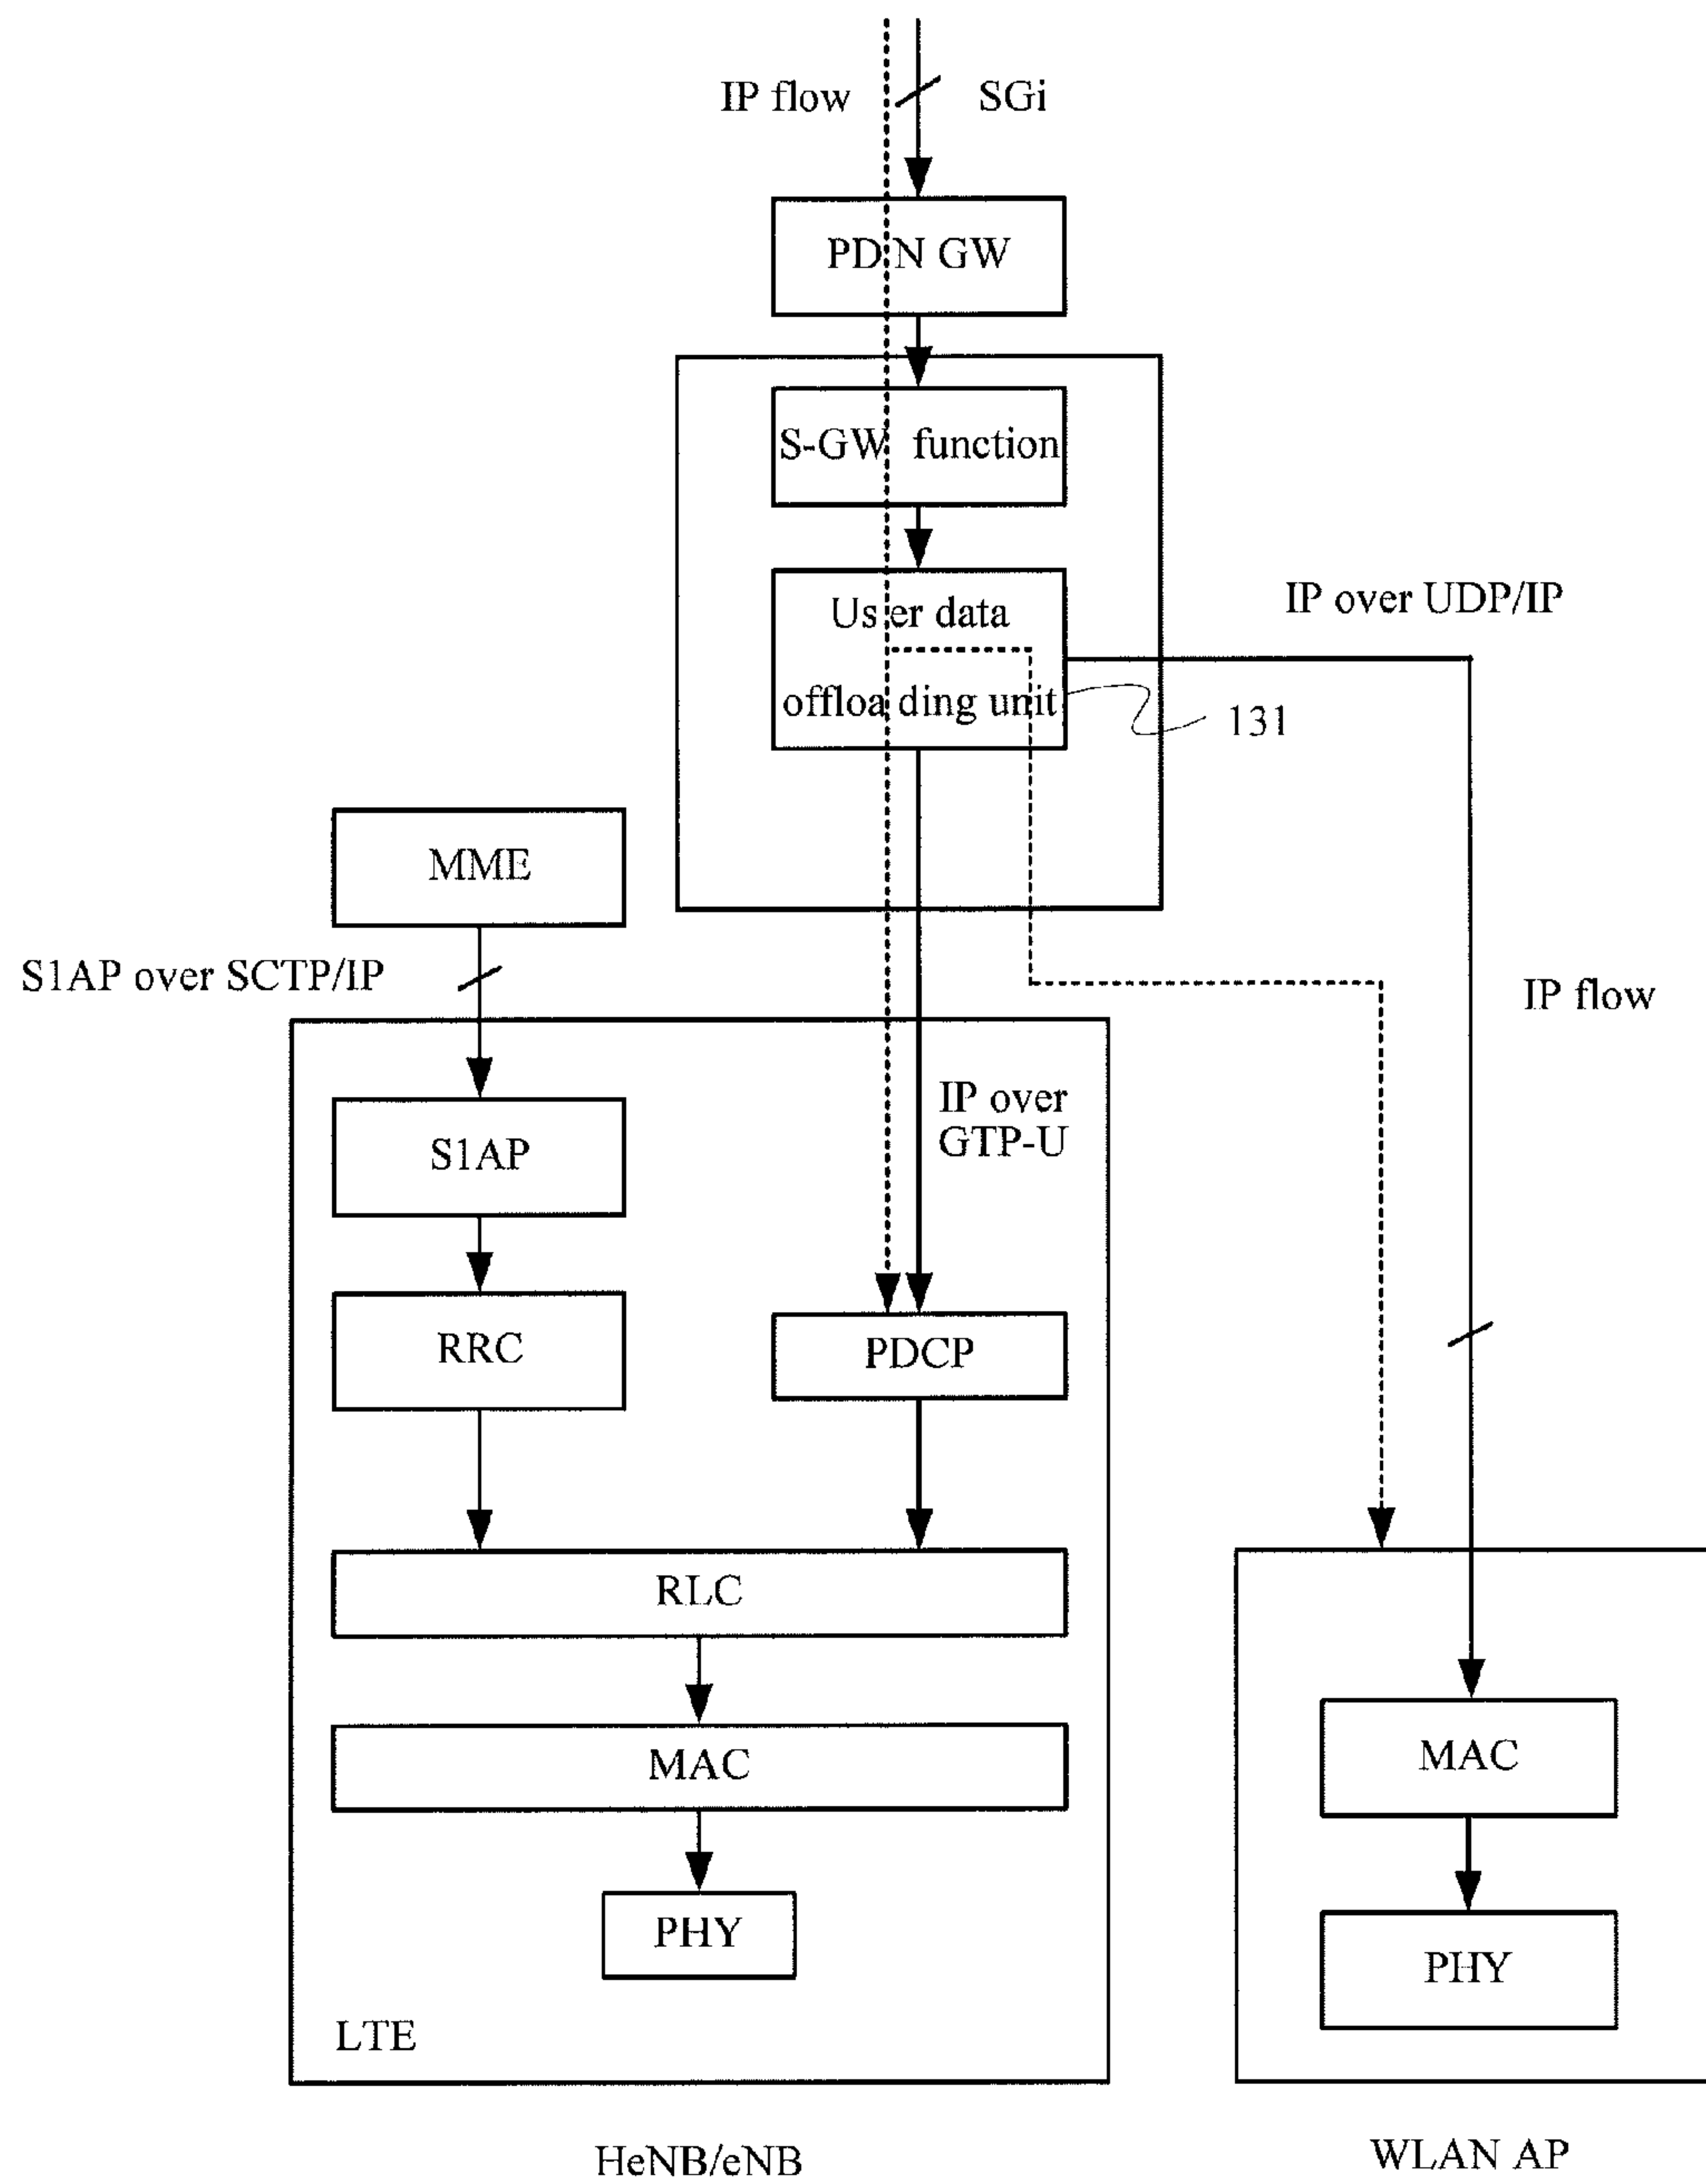 IP flow
SGi
PDN GW
S-GW function
User data
offloading unit
IP over UDP/IP
131
MME
S1AP over SCTP/IP
IP flow
IP over
GTP-U
S1AP
RRC
PDCP
RLC
MAC
MAC
PHY
PHY
LTE
HeNB/eNB
WLAN AP